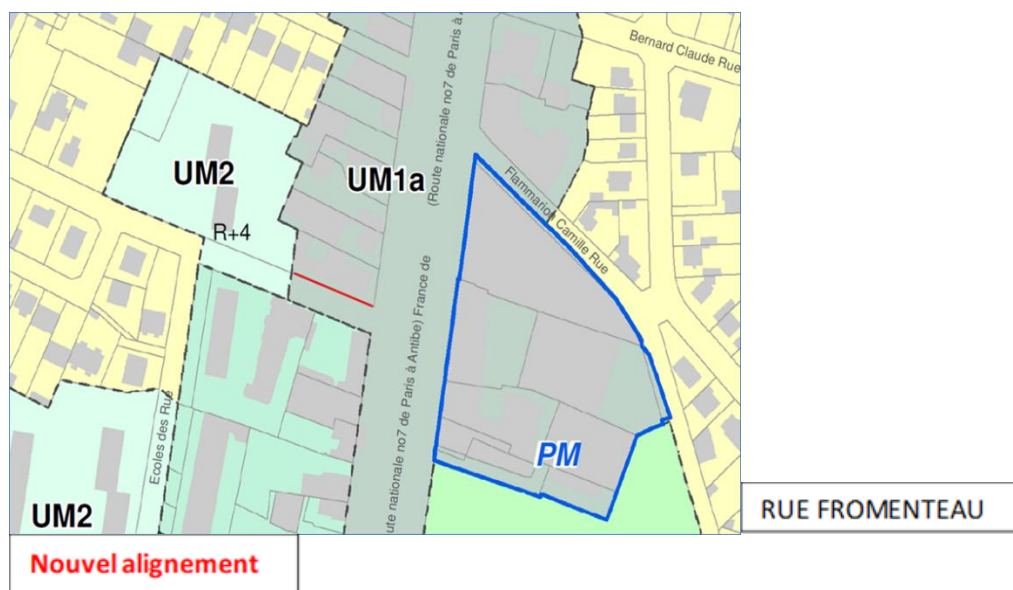 Bernard Claude Rue
(Route nationale no7 de Paris à
UM2
UM1a
Flammarion Camille Rue
R+4
nationale no7 de Paris à Antibe) France de
Ecoles des Rue
PM
UM2
RUE FROMENTEAU
Nouvel alignement